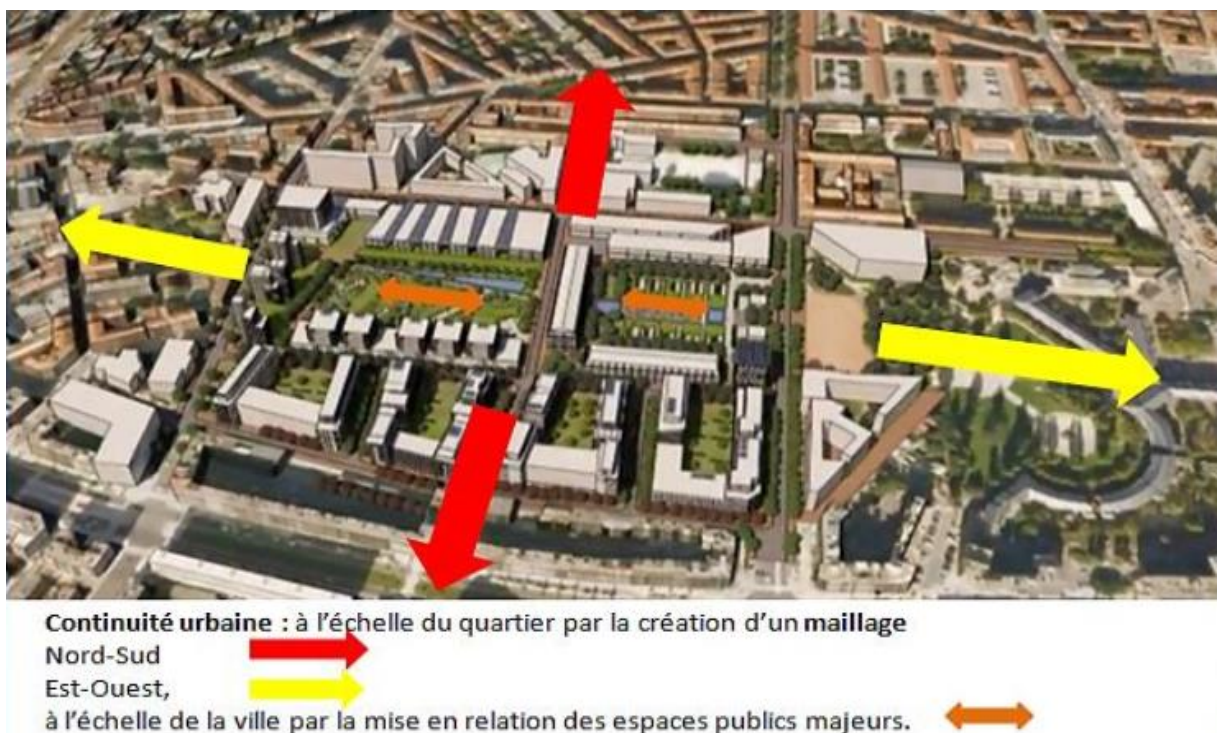 Continuité urbaine : à l'échelle du quartier par la création d'un maillage
Nord-Sud
Est-Ouest,
à l'échelle de la ville par la mise en relation des espaces publics majeurs.